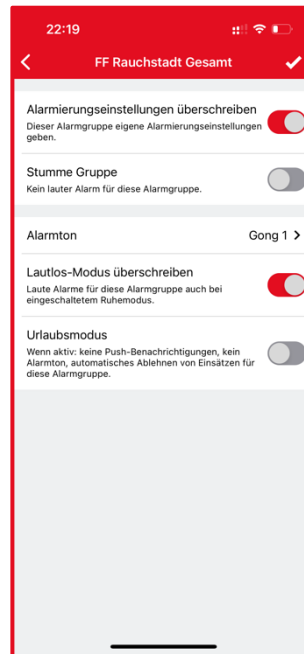 22:19
FF Rauchstadt Gesamt
Alarmierungseinstellungen überschreiben
Dieser Alarmgruppe eigene Alarmierungseinstellungen
geben.
Stumme Gruppe
Kein lauter Alarm für diese Alarmgruppe.
Alarmton Gong 1
Lautlos-Modus überschreiben
Laute Alarme für diese Alarmgruppe auch bei
eingeschaltetem Ruhemodus.
Urlaubsmodus
Wenn aktiv: keine Push-Benachrichtigungen, kein
Alarmton, automatisches Ablehnen von Einsätzen für
diese Alarmgruppe.